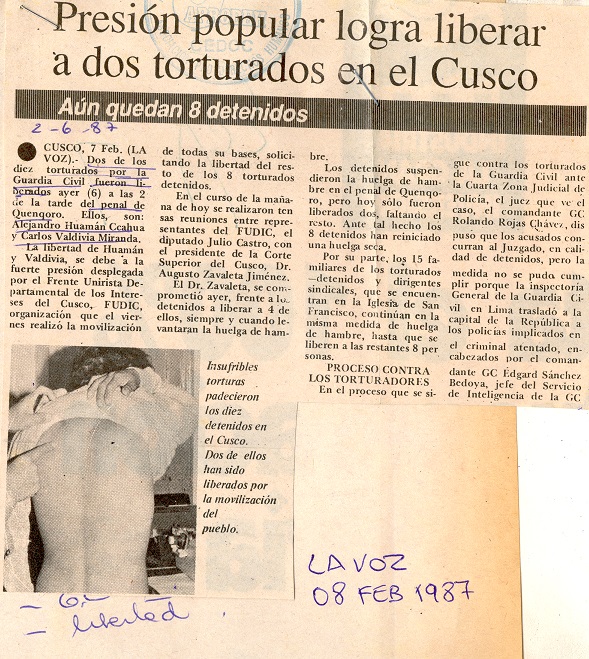 Presión popular logra liberar
a dos torturados en el Cusco
Aún quedan 8 detenidos
2-6-87
CUSCO, 7 Feb. (LA
VOZ).- Dos de los
diez torturados por la
Guardia Civil fueron li-
berados ayer (6) a las 2
de la tarde del penal de
Quenqoro. Ellos, son:
Alejandro Huamán Ccahua
y Carlos Valdivia Miranda.
La libertad de Huamán
y Valdivia, se debe a la
fuerte presión desplegada
por el Frente Unirista De-
partamental de los Intere-
ses del Cusco, FUDIC,
organización que el vier-
nes realizó la movilización
de todas su bases, solici-
tando la libertad del res-
to de los 8 torturados
detenidos.
En el curso de la maña-
na de hoy se realizaron ten
sas reuniones entre repre-
sentantes del FUDIC, el
diputado Julio Castro, con
el presidente de la Corte
Superior del Cusco, Dr.
Augusto Zavaleta Jiménez.
El Dr. Zavaleta, se com-
prometió ayer, frente a los
detenidos a liberar a 4 de
ellos, siempre y cuando le-
vantaran la huelga de ham-
bre.
Los detenidos suspendi-
eron la huelga de ham-
bre en el penal de Quenqo-
ro, pero hoy sólo fueron
liberados dos, faltando el
resto. Ante tal hecho los
8 detenidos han reiniciado
una huelga seca.
Por su parte, los 15 fa-
miliares de los torturados
—detenidos y dirigentes
sindicales, que se encuen-
tran en la Iglesia de San
Francisco, continúan en la
misma medida de huelga
de hambre, hasta que se
liberen a las restantes 8 per
sonas.
PROCESO CONTRA
LOS TORTURADORES
En el proceso que se si-
gue contra los torturados
de la Guardia Civil ante
la Cuarta Zona Judicial de
Policía, el juez que ve el
caso, el comandante GC
Rolando Rojas Chávez, dis
puso que los acusados con-
curran al Juzgado, en cali-
dad de detenidos, pero la
medida no se pudo cum-
plir porque la inspectoría
General de la Guardia Ci-
vil en Lima trasladó a la
capital de la República a
los policías implicados en
el criminal atentado, en-
cabezados por el coman-
dante GC Édgard Sánchez
Bedoya, jefe del Servicio
de Inteligencia de la GC
Insufribles
torturas
padecieron
los diez
detenidos en
el Cusco.
Dos de ellos
han sido
liberados por
la movilización
del
pueblo.
LA VOZ
08 FEB 1987
- libertad